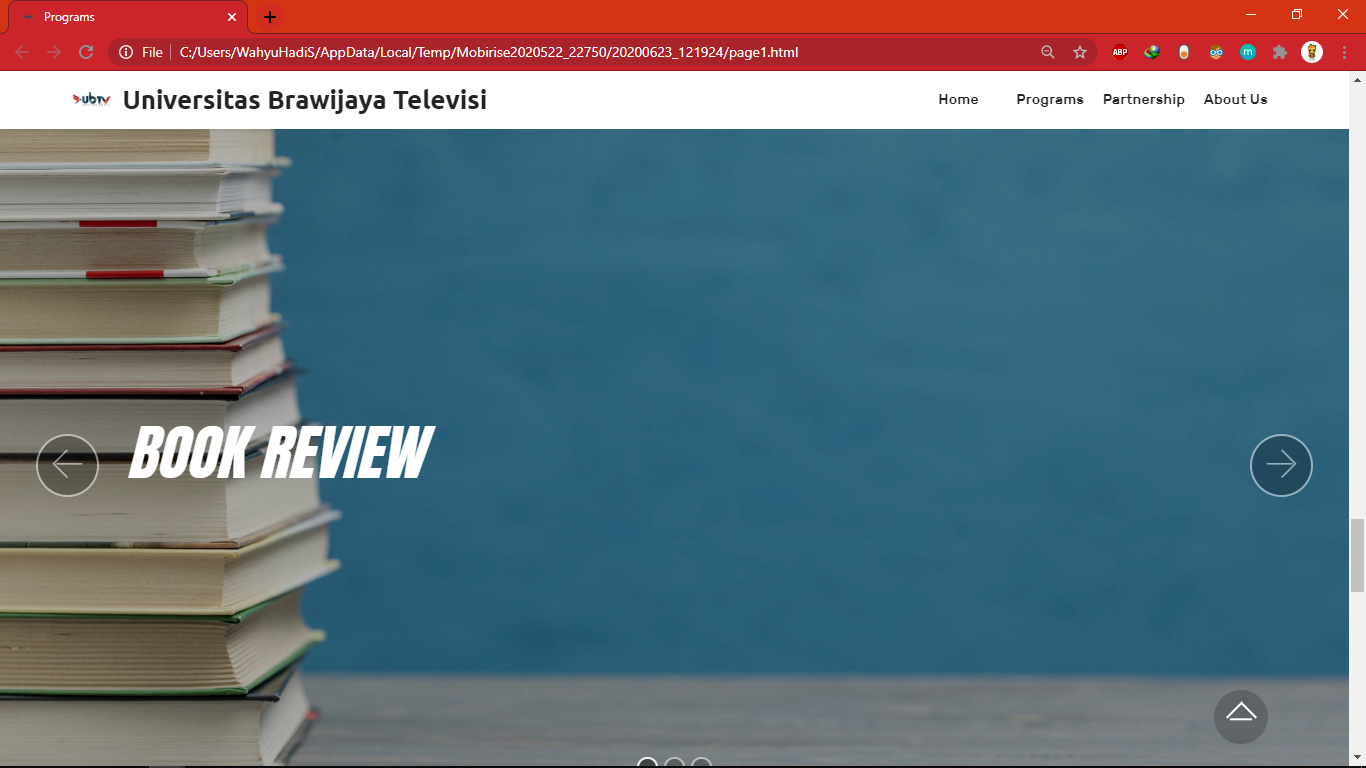 Programs
File C:/Users/WahyuHadiS/AppData/Local/Temp/Mobirise2020522_22750/20200623_121924/page1.html
ABP
m
ubTV Universitas Brawijaya Televisi Home Programs Partnership About Us
BOOK REVIEW